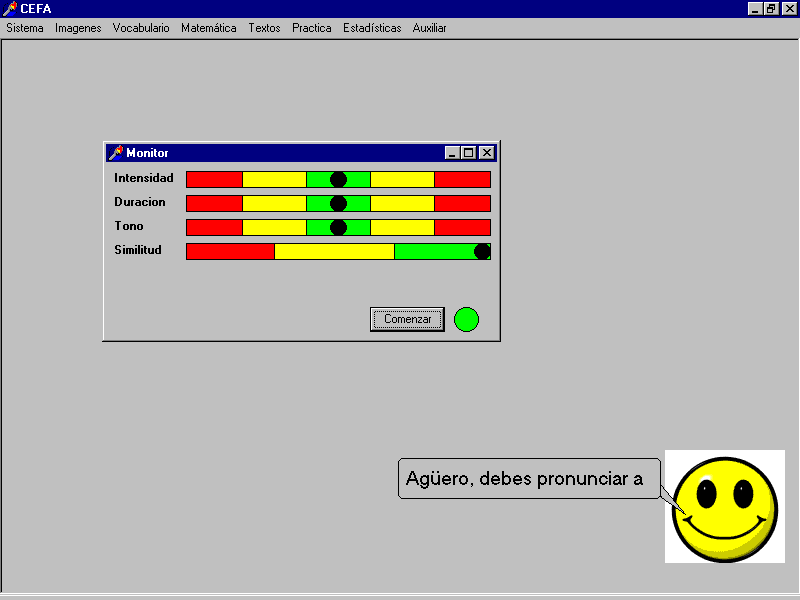 CEFA
Sistema Imagenes Vocabulario Matemática Textos Practica Estadísticas Auxiliar
Monitor
Intensidad
Duracion
Tono
Similitud
Comenzar
Agüero, debes pronunciar a